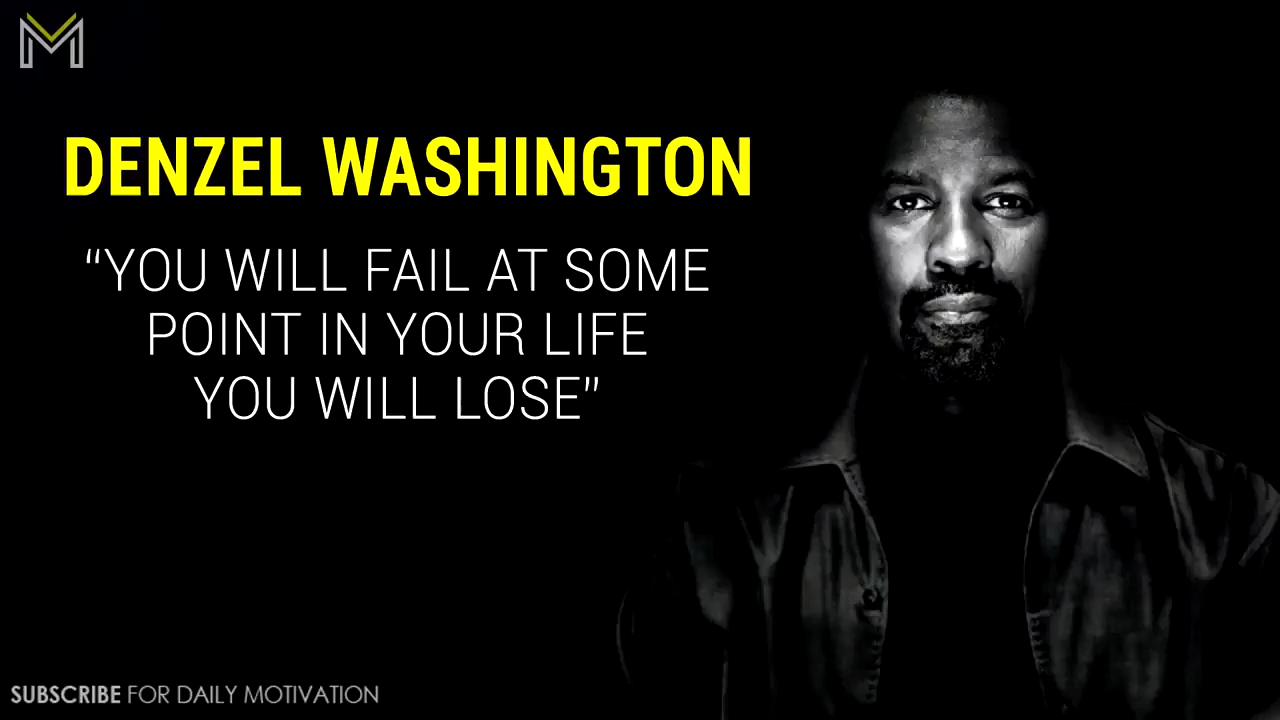 DENZEL WASHINGTON
“YOU WILL FAIL AT SOME
POINT IN YOUR LIFE
YOU WILL LOSE”
SUBSCRIBE FOR DAILY MOTIVATION